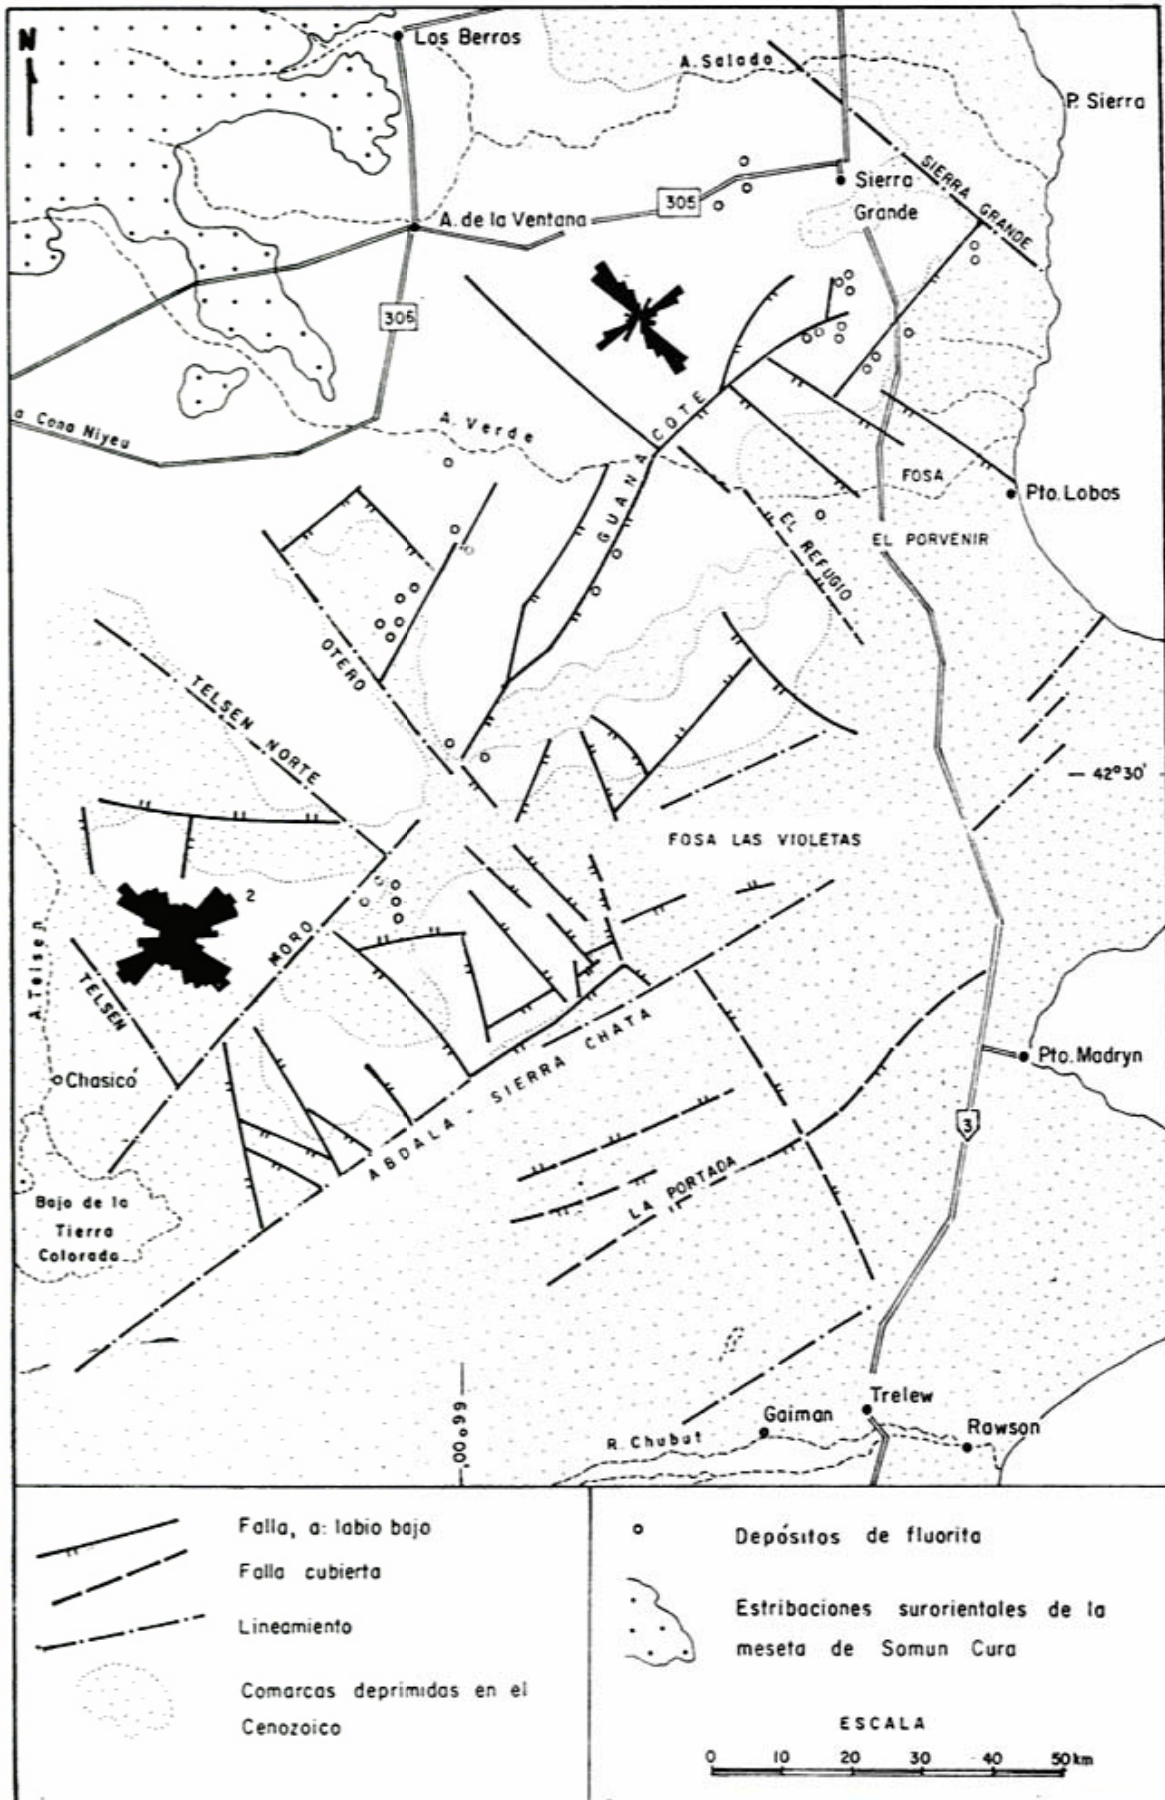 N
Los Berros
A. Salado
P. Sierra
SIERRA GRANDE
Sierra
Grande
305
A. de la Ventana
305
a Cona Niyeu
A. Verde
GUANACOTE
FOSA
Pto. Lobos
EL PORVENIR
EL REFUGIO
OTERO
TELSEN NORTE
42°30'
FOSA LAS VIOLETAS
2
MORO
TELSEN
A. Telsen
Chasicó
ABDALA - SIERRA CHATA
Pto. Madryn
3
LA PORTADA
Bajo de la
Tierra
Colorada
66°00'
Trelew
Gaiman
Rawson
R. Chubut
Falla, a: labio bajo
Falla cubierta
Lineamiento
Comarcas deprimidas en el
Cenozoico
Depósitos de fluorita
Estribaciones surorientales de la
meseta de Somun Cura
ESCALA
0 10 20 30 40 50 km